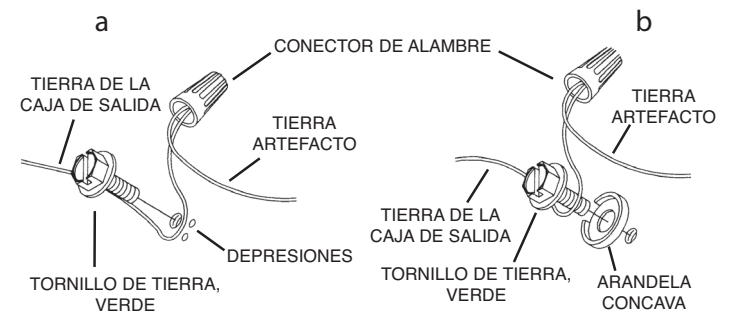 a
b
CONECTOR DE ALAMBRE
TIERRA DE LA
CAJA DE SALIDA
TIERRA
ARTEFACTO
DEPRESIONES
TORNILLO DE TIERRA,
VERDE
TIERRA
ARTEFACTO
TIERRA DE LA
CAJA DE SALIDA
TORNILLO DE TIERRA,
VERDE
ARANDELA
CONCAVA